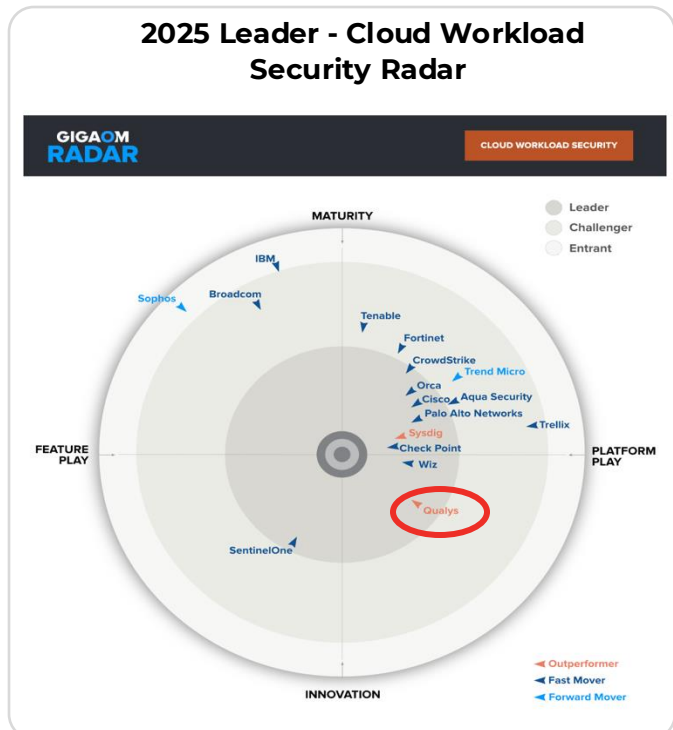 2025 Leader - Cloud Workload
Security Radar
GIGAOM
RADAR
CLOUD WORKLOAD SECURITY
MATURITY
Leader
Challenger
Entrant
IBM
Sophos
Broadcom
Tenable
Fortinet
CrowdStrike
Trend Micro
Orca
Cisco
Aqua Security
Palo Alto Networks
Trellix
Sysdig
FEATURE
PLAY
Check Point
PLATFORM
PLAY
Wiz
Qualys
SentinelOne
Outperformer
Fast Mover
Forward Mover
INNOVATION